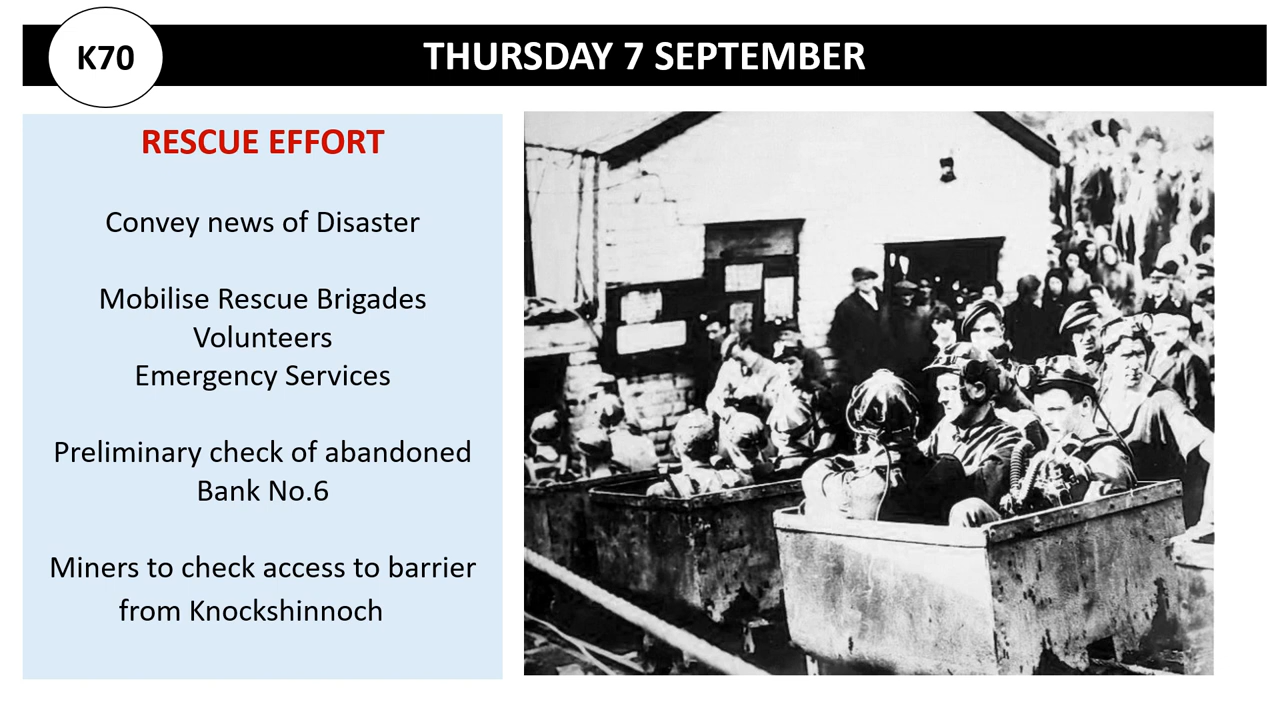 K70
THURSDAY 7 SEPTEMBER
RESCUE EFFORT
Convey news of Disaster
Mobilise Rescue Brigades
Volunteers
Emergency Services
Preliminary check of abandoned
Bank No.6
Miners to check access to barrier
from Knockshinnoch